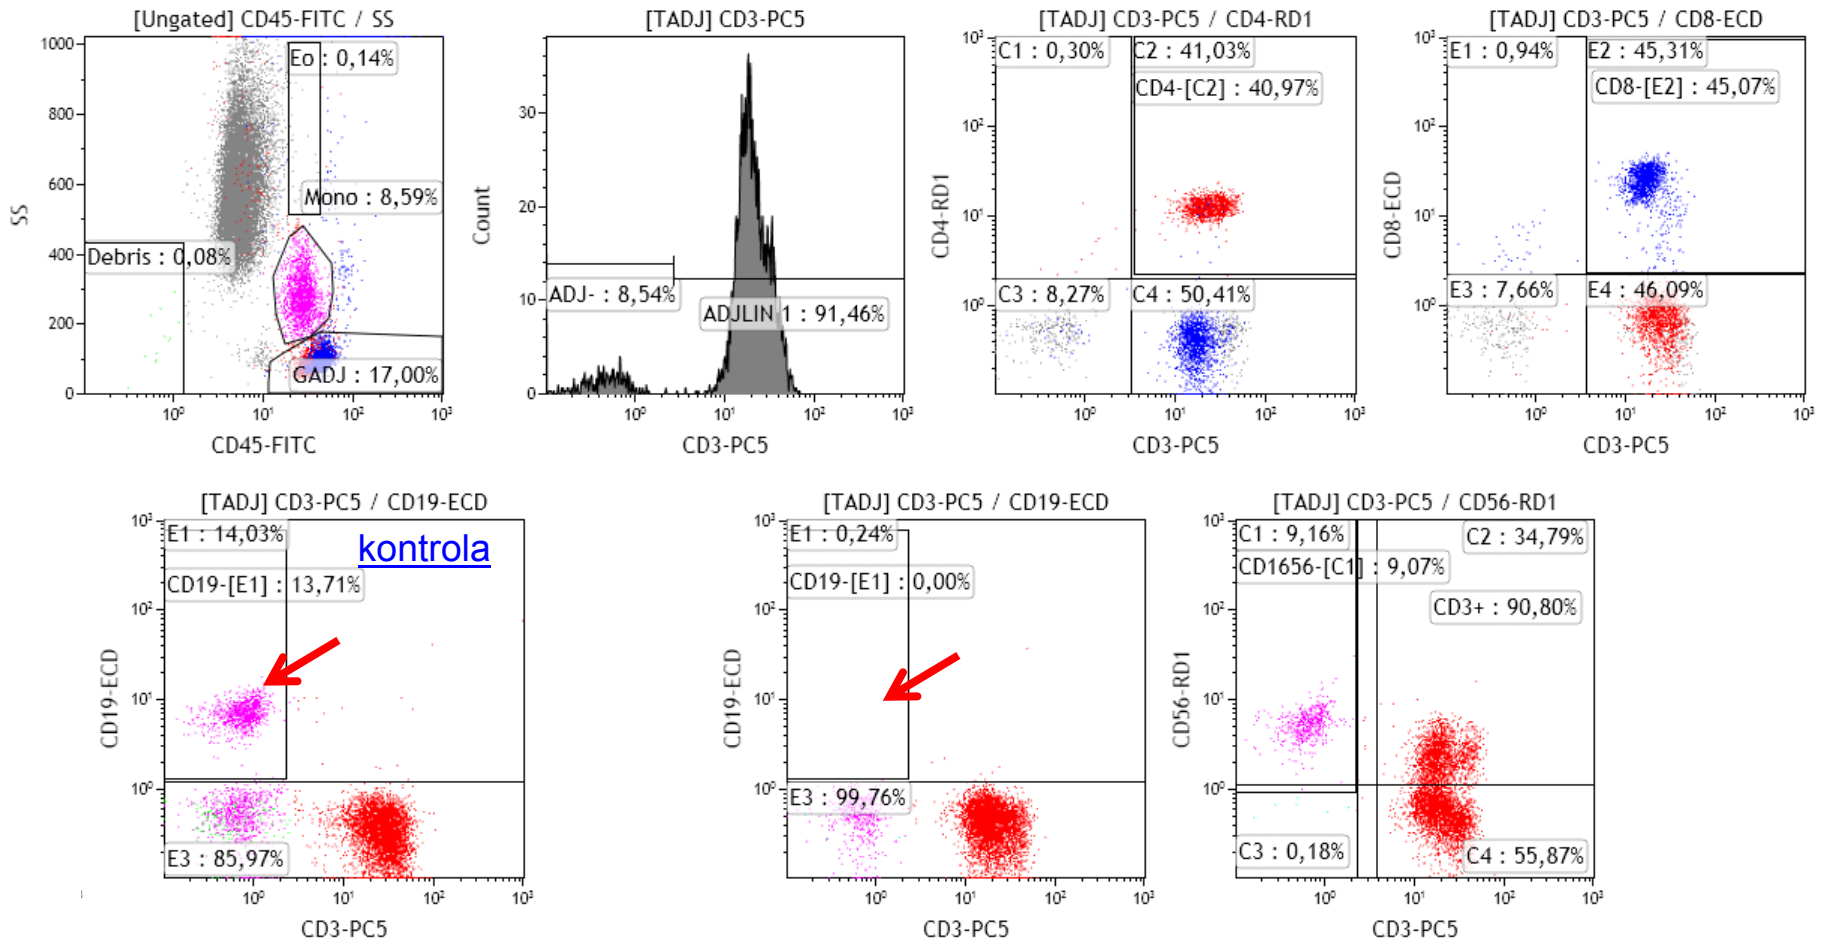 [Ungated] CD45-FITC / SS
1000
800
600
400
200
0
SS
Eo : 0,14%
Mono : 8,59%
Debris : 0,08%
GADJ : 17,00%
10⁰ 10¹ 10² 10³
CD45-FITC
[TADJ] CD3-PC5
30
20
10
0
Count
ADJ- : 8,54%
ADJLIN 1 : 91,46%
10⁰ 10¹ 10² 10³
CD3-PC5
[TADJ] CD3-PC5 / CD4-RD1
10³
10²
10¹
10⁰
CD4-RD1
C1 : 0,30%
C2 : 41,03%
CD4-[C2] : 40,97%
C3 : 8,27%
C4 : 50,41%
10⁰ 10¹ 10² 10³
CD3-PC5
[TADJ] CD3-PC5 / CD8-ECD
10³
10²
10¹
10⁰
CD8-ECD
E1 : 0,94%
E2 : 45,31%
CD8-[E2] : 45,07%
E3 : 7,66%
E4 : 46,09%
10⁰ 10¹ 10² 10³
CD3-PC5
[TADJ] CD3-PC5 / CD19-ECD
10³
10²
10¹
10⁰
CD19-ECD
E1 : 14,03%
kontrola
CD19-[E1] : 13,71%
E3 : 85,97%
10⁰ 10¹ 10² 10³
CD3-PC5
[TADJ] CD3-PC5 / CD19-ECD
10³
10²
10¹
10⁰
CD19-ECD
E1 : 0,24%
CD19-[E1] : 0,00%
E3 : 99,76%
10⁰ 10¹ 10² 10³
CD3-PC5
[TADJ] CD3-PC5 / CD56-RD1
10³
10²
10¹
10⁰
CD56-RD1
C1 : 9,16%
C2 : 34,79%
CD1656-[C1] : 9,07%
CD3+ : 90,80%
C3 : 0,18%
C4 : 55,87%
10⁰ 10¹ 10² 10³
CD3-PC5